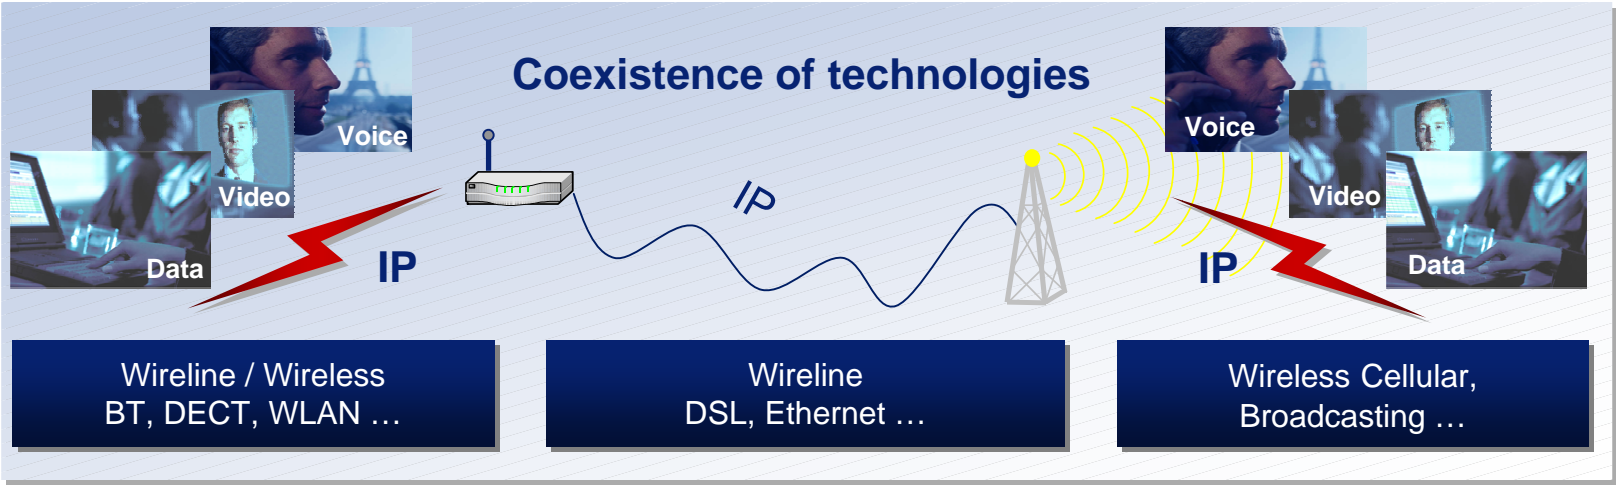 Coexistence of technologies
Voice
Video
Data
IP
IP
Voice
Video
Data
IP
Wireline / Wireless
BT, DECT, WLAN …
Wireline
DSL, Ethernet …
Wireless Cellular,
Broadcasting …